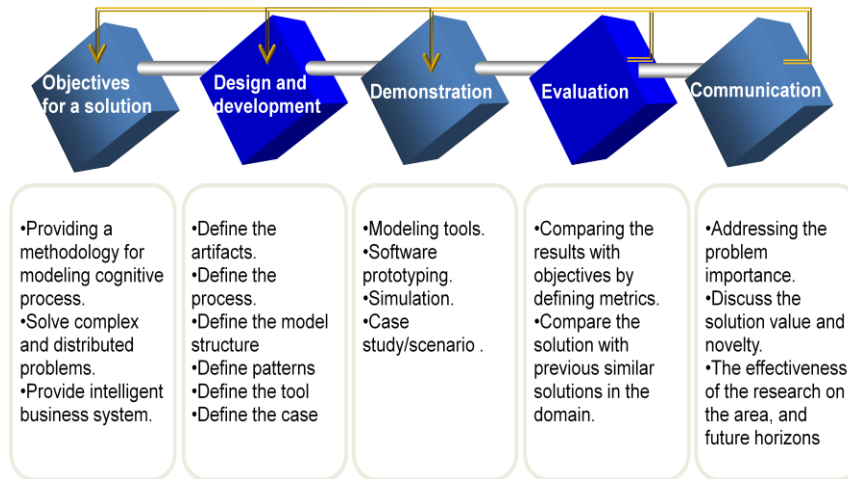 Objectives
for a solution
Design and
development
Demonstration
Evaluation
Communication
•Providing a
methodology for
modeling cognitive
process.
•Solve complex
and distributed
problems.
•Provide intelligent
business system.
•Define the
artifacts.
•Define the
process.
•Define the model
structure
•Define patterns
•Define the tool
•Define the case
•Modeling tools.
•Software
prototyping.
•Simulation.
•Case
study/scenario .
•Comparing the
results with
objectives by
defining metrics.
•Compare the
solution with
previous similar
solutions in the
domain.
•Addressing the
problem
importance.
•Discuss the
solution value and
novelty.
•The effectiveness
of the research on
the area, and
future horizons